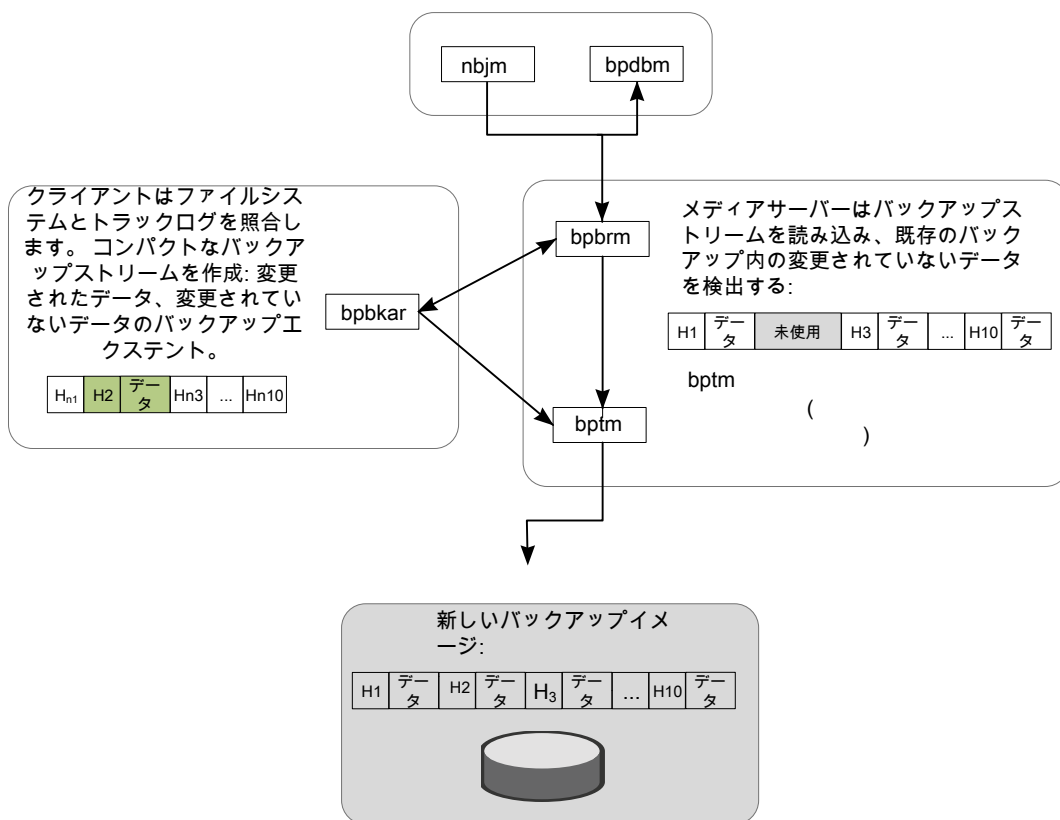 nbjm
bpdbm
クライアントはファイルシス
テムとトラックログを照合し
ます。 コンパクトなバックア
ップストリームを作成: 変更
されたデータ、変更されてい
ないデータのバックアップエ
クステント。
Hn1 H2 デー
タ Hn3 ... Hn10
bpbkar
bpbrm
bptm
メディアサーバーはバックアップス
トリームを読み込み、既存のバック
アップ内の変更されていないデータ
を検出する:
H1 デー
タ 未使用 H3 デー
タ ... H10 デー
タ
bptm
(
)
新しいバックアップイメ
ージ:
H1 デー
タ H2 デー
タ H3 デー
タ ... H10 デー
タ